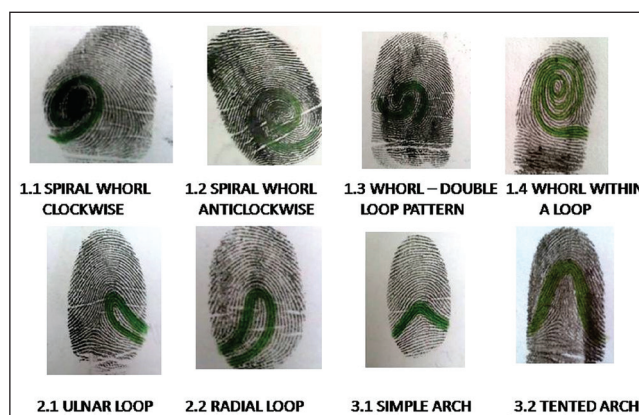 1.1 SPIRAL WHORL CLOCKWISE
1.2 SPIRAL WHORL ANTICLOCKWISE
1.3 WHORL – DOUBLE LOOP PATTERN
1.4 WHORL WITHIN A LOOP
2.1 ULNAR LOOP
2.2 RADIAL LOOP
3.1 SIMPLE ARCH
3.2 TENTED ARCH